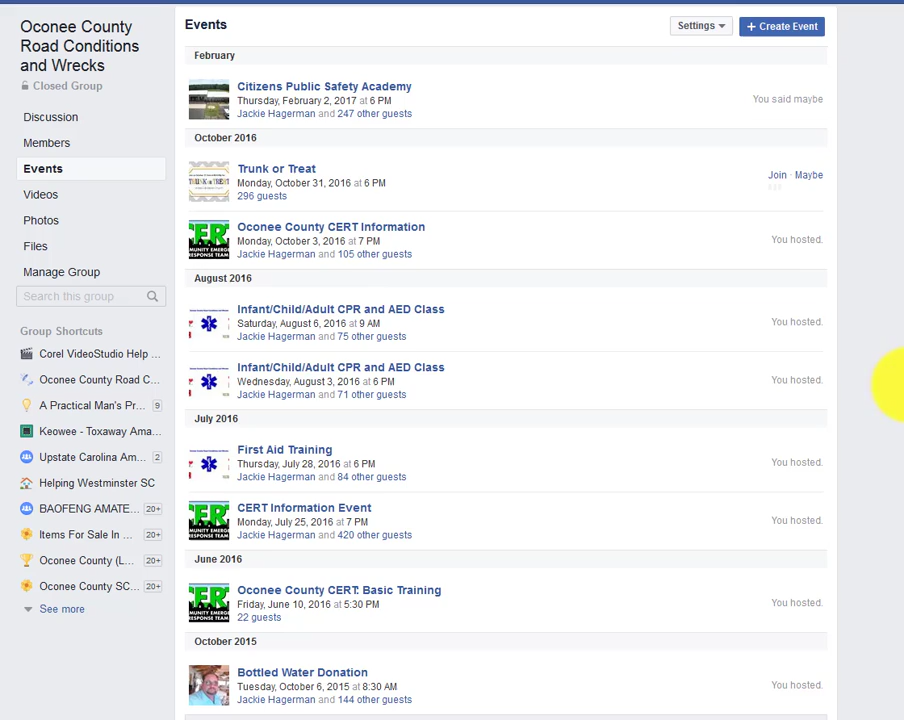 Oconee County
Road Conditions
and Wrecks
Closed Group
Discussion
Members
Events
Videos
Photos
Files
Manage Group
Search this group
Group Shortcuts
Corel VideoStudio Help ...
Oconee County Road C...
A Practical Man's Pr... 9
Keowee - Toxaway Ama...
Upstate Carolina Am... 2
Helping Westminster SC
BAOFENG AMATE... 20+
Items For Sale In ... 20+
Oconee County (L... 20+
Oconee County SC... 20+
See more
Events
Settings
+ Create Event
February
Citizens Public Safety Academy
Thursday, February 2, 2017 at 6 PM
Jackie Hagerman and 247 other guests
You said maybe
October 2016
TRUNK or TREAT
Trunk or Treat
Monday, October 31, 2016 at 6 PM
296 guests
Join · Maybe
Oconee County CERT Information
Monday, October 3, 2016 at 7 PM
Jackie Hagerman and 105 other guests
You hosted.
August 2016
Infant/Child/Adult CPR and AED Class
Saturday, August 6, 2016 at 9 AM
Jackie Hagerman and 75 other guests
You hosted.
Infant/Child/Adult CPR and AED Class
Wednesday, August 3, 2016 at 6 PM
Jackie Hagerman and 71 other guests
You hosted.
July 2016
First Aid Training
Thursday, July 28, 2016 at 6 PM
Jackie Hagerman and 84 other guests
You hosted.
CERT Information Event
Monday, July 25, 2016 at 7 PM
Jackie Hagerman and 420 other guests
You hosted.
June 2016
Oconee County CERT: Basic Training
Friday, June 10, 2016 at 5:30 PM
22 guests
You hosted.
October 2015
Bottled Water Donation
Tuesday, October 6, 2015 at 8:30 AM
Jackie Hagerman and 144 other guests
You hosted.